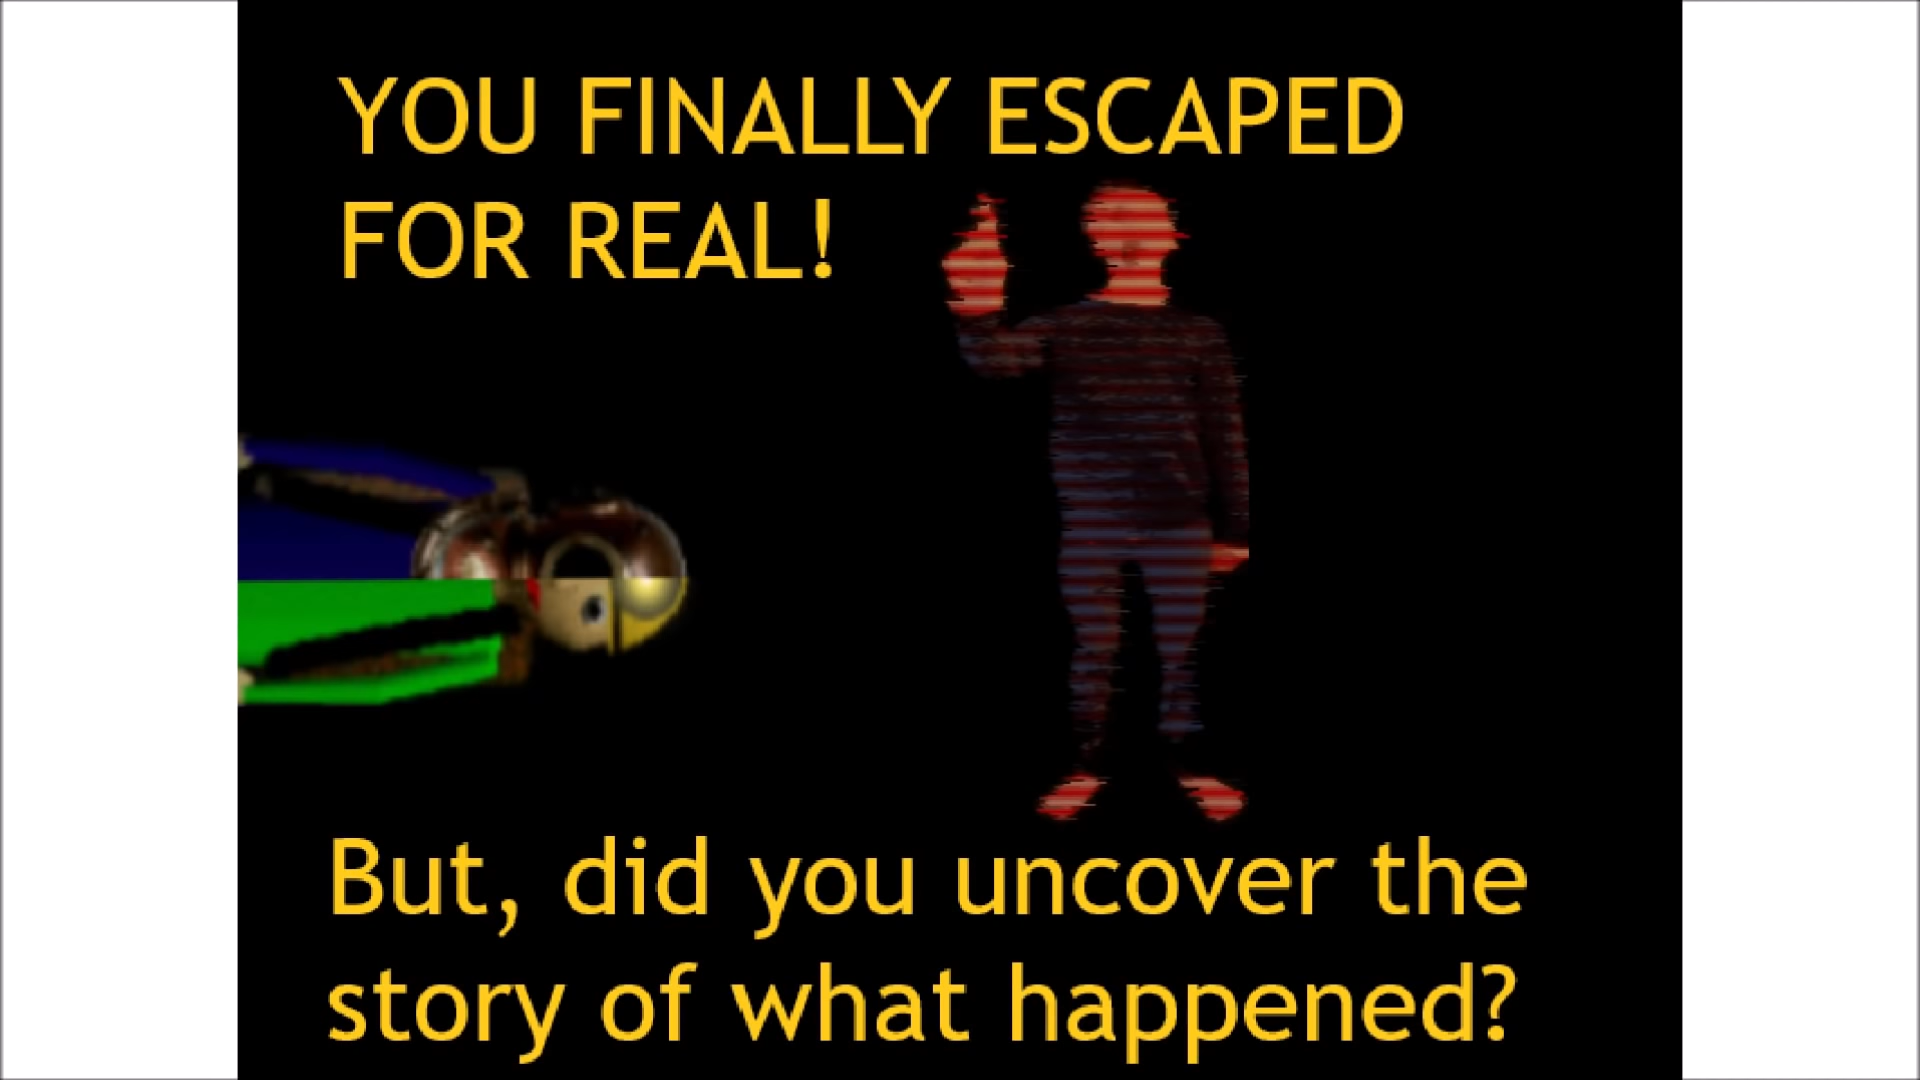 YOU FINALLY ESCAPED
FOR REAL!
But, did you uncover the
story of what happened?